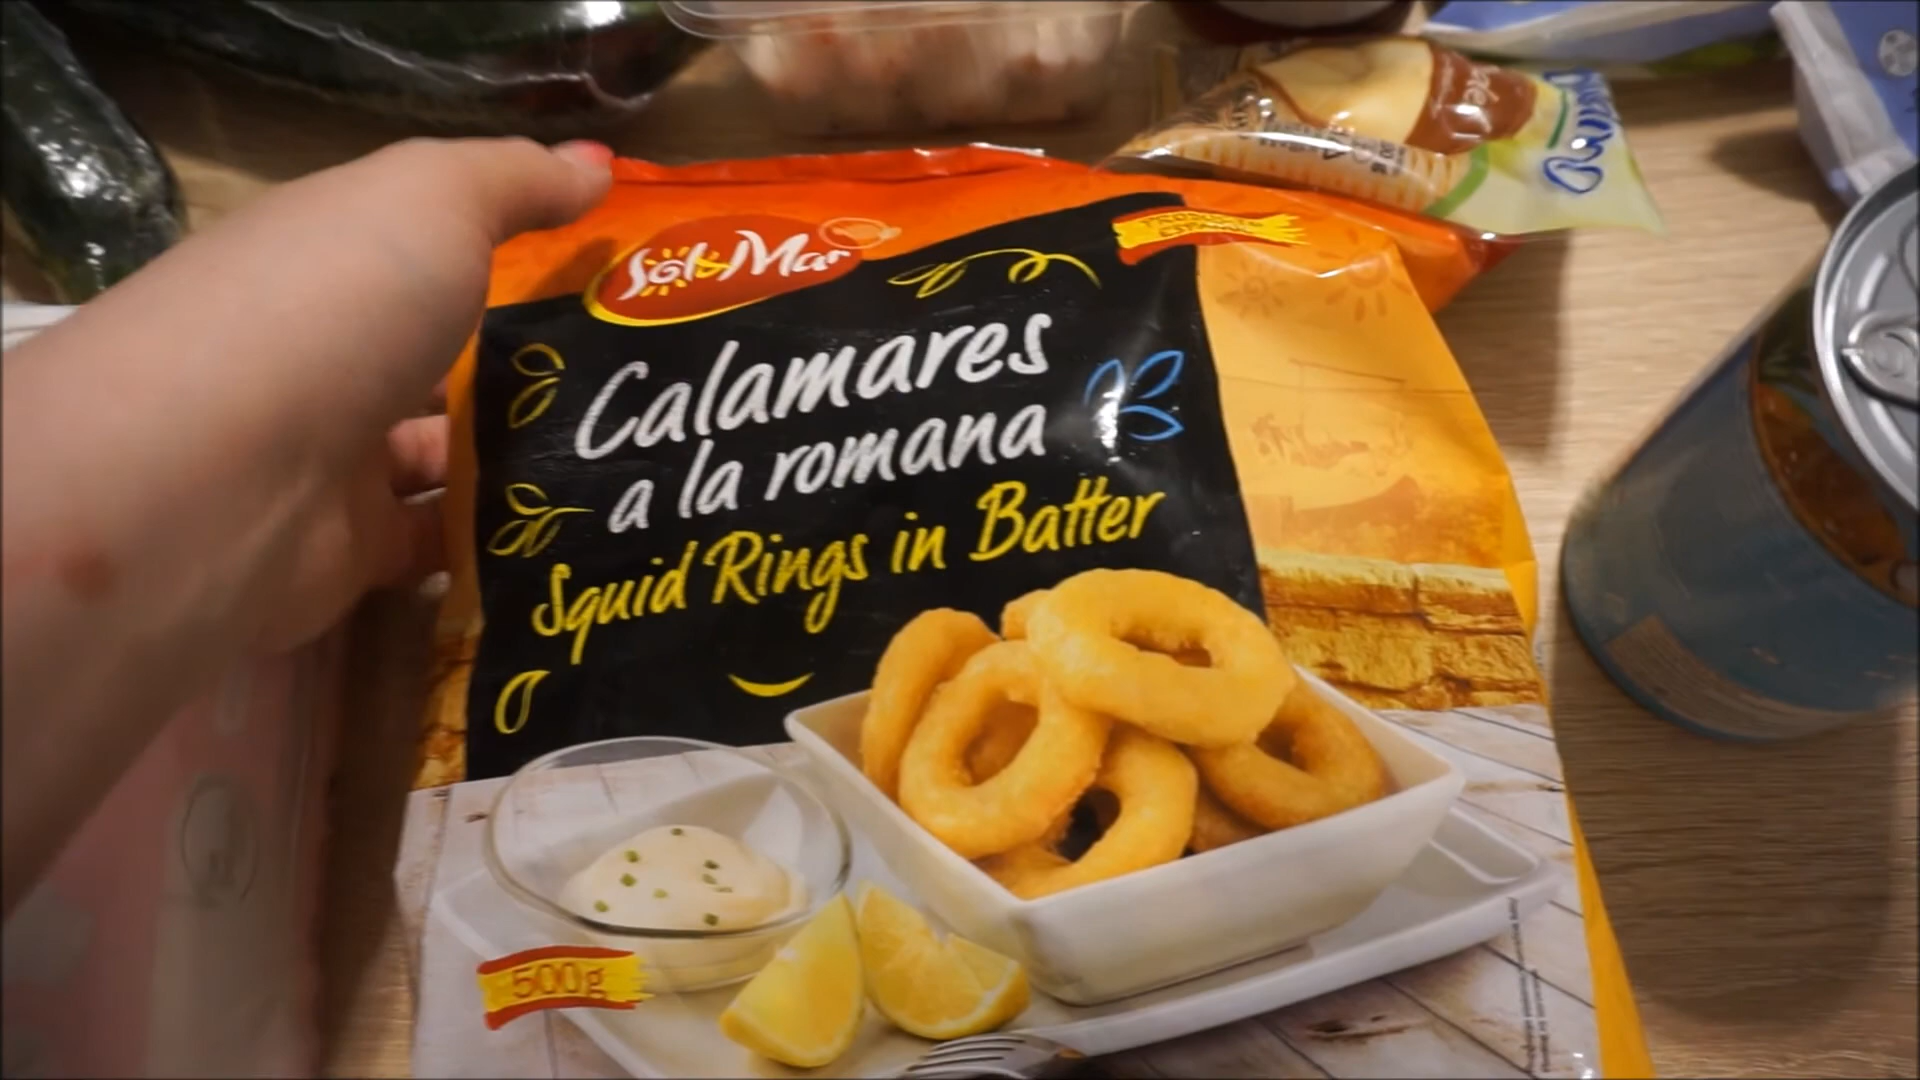 Sol&Mar
Calamares
a la romana
Squid Rings in Batter
500g